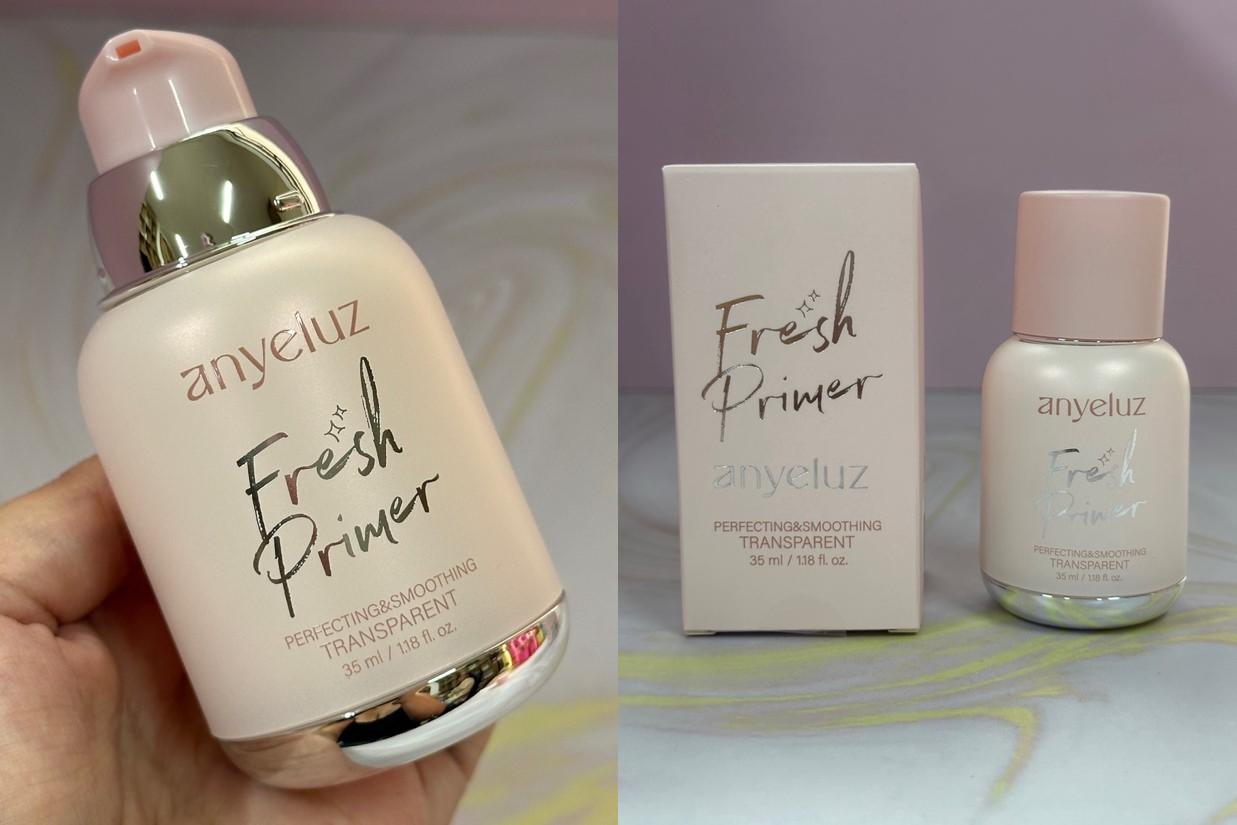 anyeluz
Fresh
Primer
PERFECTING&SMOOTHING
TRANSPARENT
35 ml / 1.18 fl. oz.
Fresh
Primer
anyeluz
PERFECTING&SMOOTHING
TRANSPARENT
35 ml / 1.18 fl. oz.
anyeluz
Fresh
Primer
PERFECTING&SMOOTHING
TRANSPARENT
35 ml / 1.18 fl. oz.